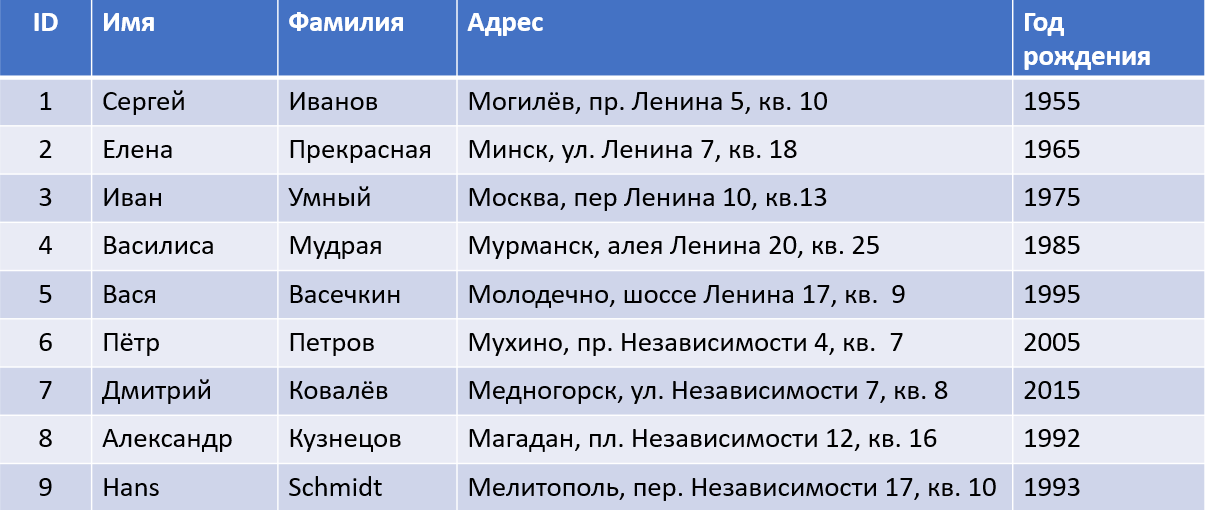 ID Имя Фамилия Адрес Год
рождения
1 Сергей Иванов Могилёв, пр. Ленина 5, кв. 10 1955
2 Елена Прекрасная Минск, ул. Ленина 7, кв. 18 1965
3 Иван Умный Москва, пер Ленина 10, кв.13 1975
4 Василиса Мудрая Мурманск, алея Ленина 20, кв. 25 1985
5 Вася Васечкин Молодечно, шоссе Ленина 17, кв. 9 1995
6 Пётр Петров Мухино, пр. Независимости 4, кв. 7 2005
7 Дмитрий Ковалёв Медногорск, ул. Независимости 7, кв. 8 2015
8 Александр Кузнецов Магадан, пл. Независимости 12, кв. 16 1992
9 Hans Schmidt Мелитополь, пер. Независимости 17, кв. 10 1993